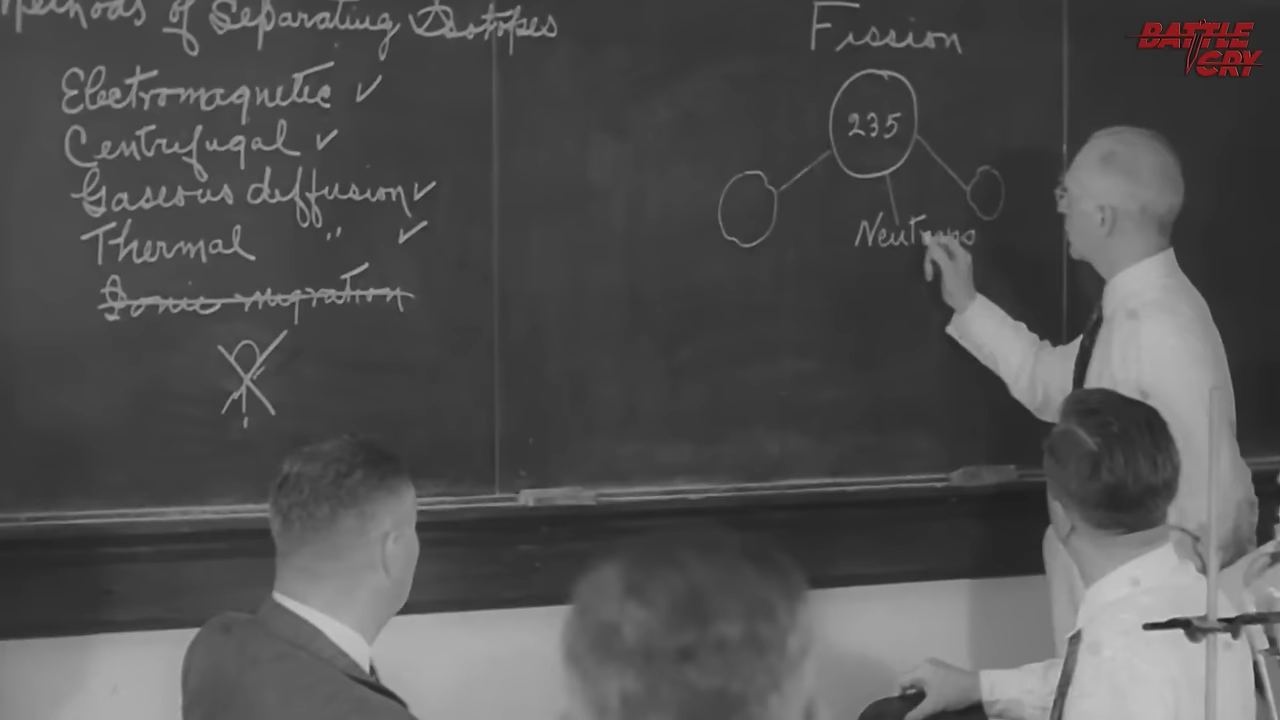 Methods of Separating Isotopes
Electromagnetic ✓
Centrifugal ✓
Gaseous diffusion ✓
Thermal " ✓
Ionic migration
Fission
235
Neutrons
BATTLE
CRY